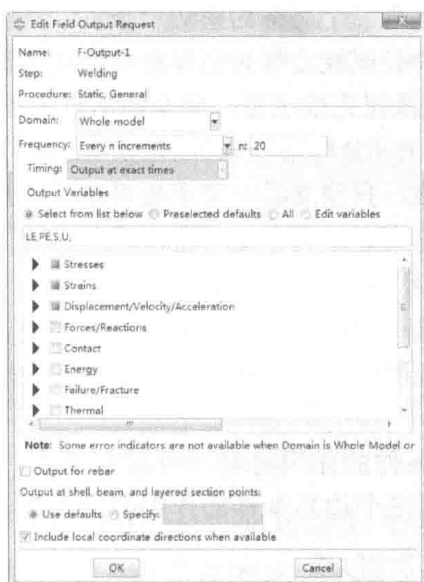 Edit Field Output Request
Name: F-Output-1
Step: Welding
Procedure: Static, General
Domain: Whole model
Frequency: Every n increments n: 20
Timing: Output at exact times
Output Variables
Select from list below Preselected defaults All Edit variables
LE,PE,S,U,
Stresses
Strains
Displacement/Velocity/Acceleration
Forces/Reactions
Contact
Energy
Failure/Fracture
Thermal
Note: Some error indicators are not available when Domain is Whole Model or
Output for rebar
Output at shell, beam, and layered section points:
Use defaults Specify:
Include local coordinate directions when available
OK Cancel